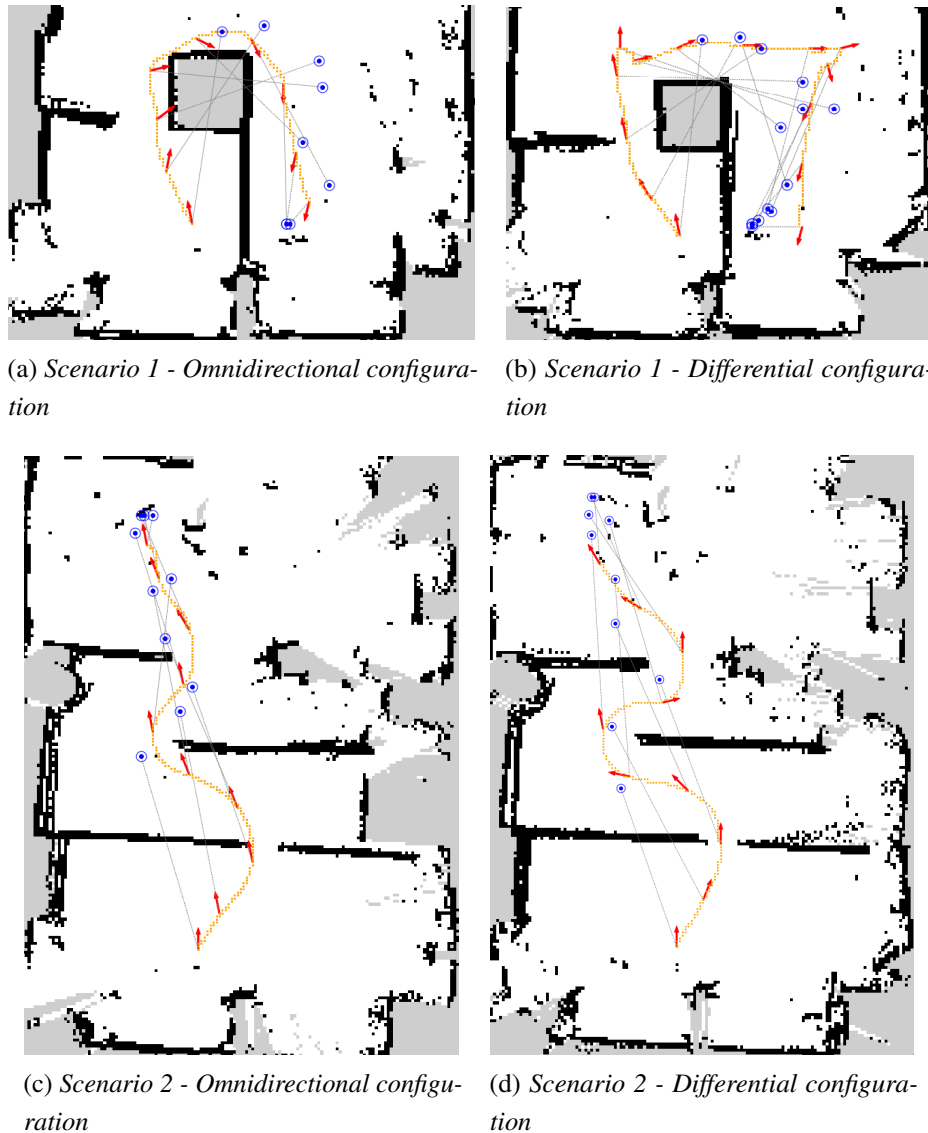 (a) Scenario 1 - Omnidirectional configura-
tion
(b) Scenario 1 - Differential configura-
tion
(c) Scenario 2 - Omnidirectional configu-
ration
(d) Scenario 2 - Differential configura-
tion